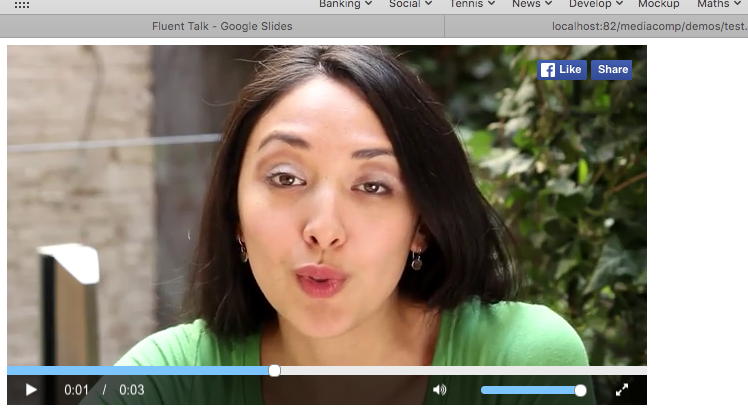 Banking Social Tennis News Develop Mockup Maths
Fluent Talk - Google Slides localhost:82/mediacomp/demos/test.
Like Share
0:01 / 0:03